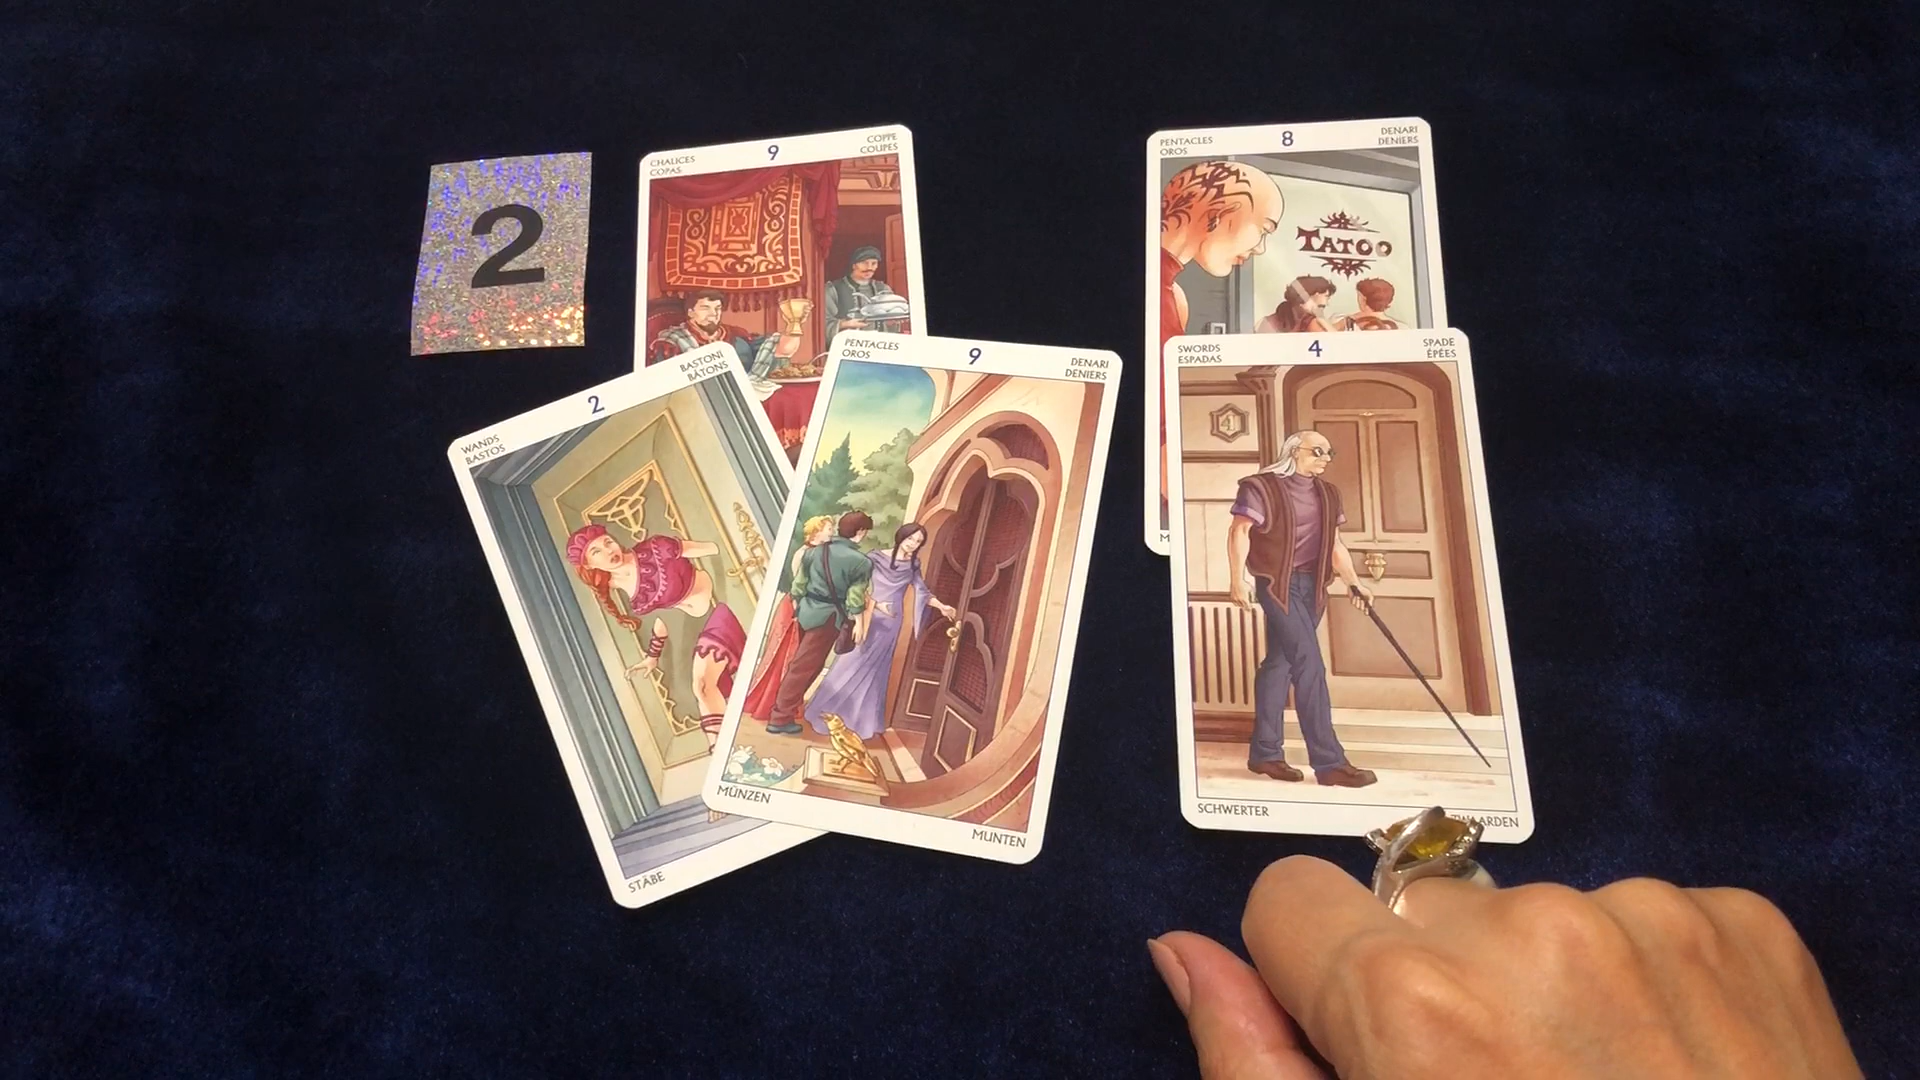 2
CHALICES
COPAS
9
COPPE
COUPES
PENTACLES
OROS
8
DENARI
DENIERS
TATOO
WANDS
BASTOS
2
BASTONI
BÂTONS
STÄBE
PENTACLES
OROS
9
DENARI
DENIERS
MÜNZEN
MUNTEN
SWORDS
ESPADAS
4
SPADE
ÉPÉES
4
SCHWERTER